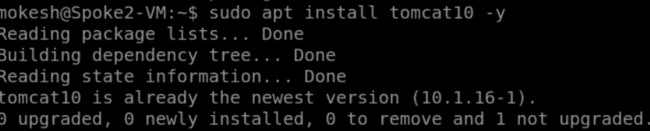 mokesh@Spoke2-VM:~$ sudo apt install tomcat10 -y
Reading package lists... Done
Building dependency tree... Done
Reading state information... Done
tomcat10 is already the newest version (10.1.16-1).
0 upgraded, 0 newly installed, 0 to remove and 1 not upgraded.